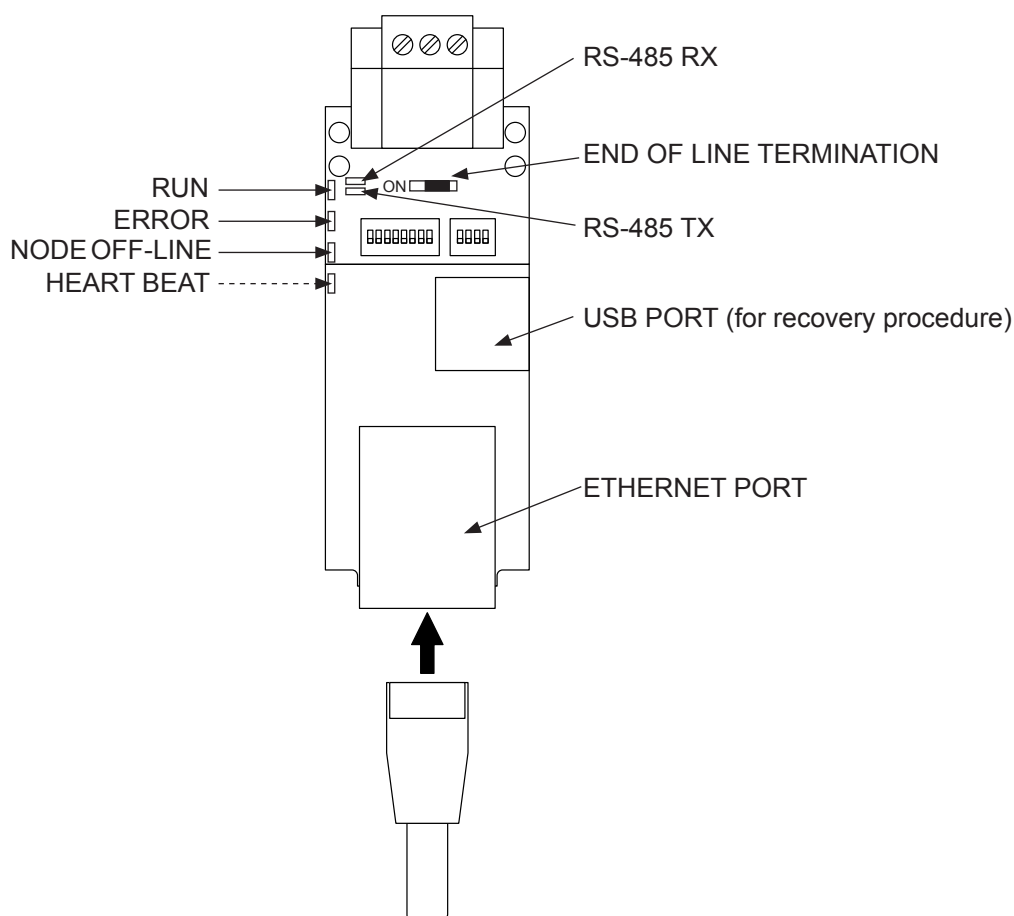 RS-485 RX
END OF LINE TERMINATION
RUN
ON
ERROR
RS-485 TX
NODE OFF-LINE
HEART BEAT
USB PORT (for recovery procedure)
ETHERNET PORT